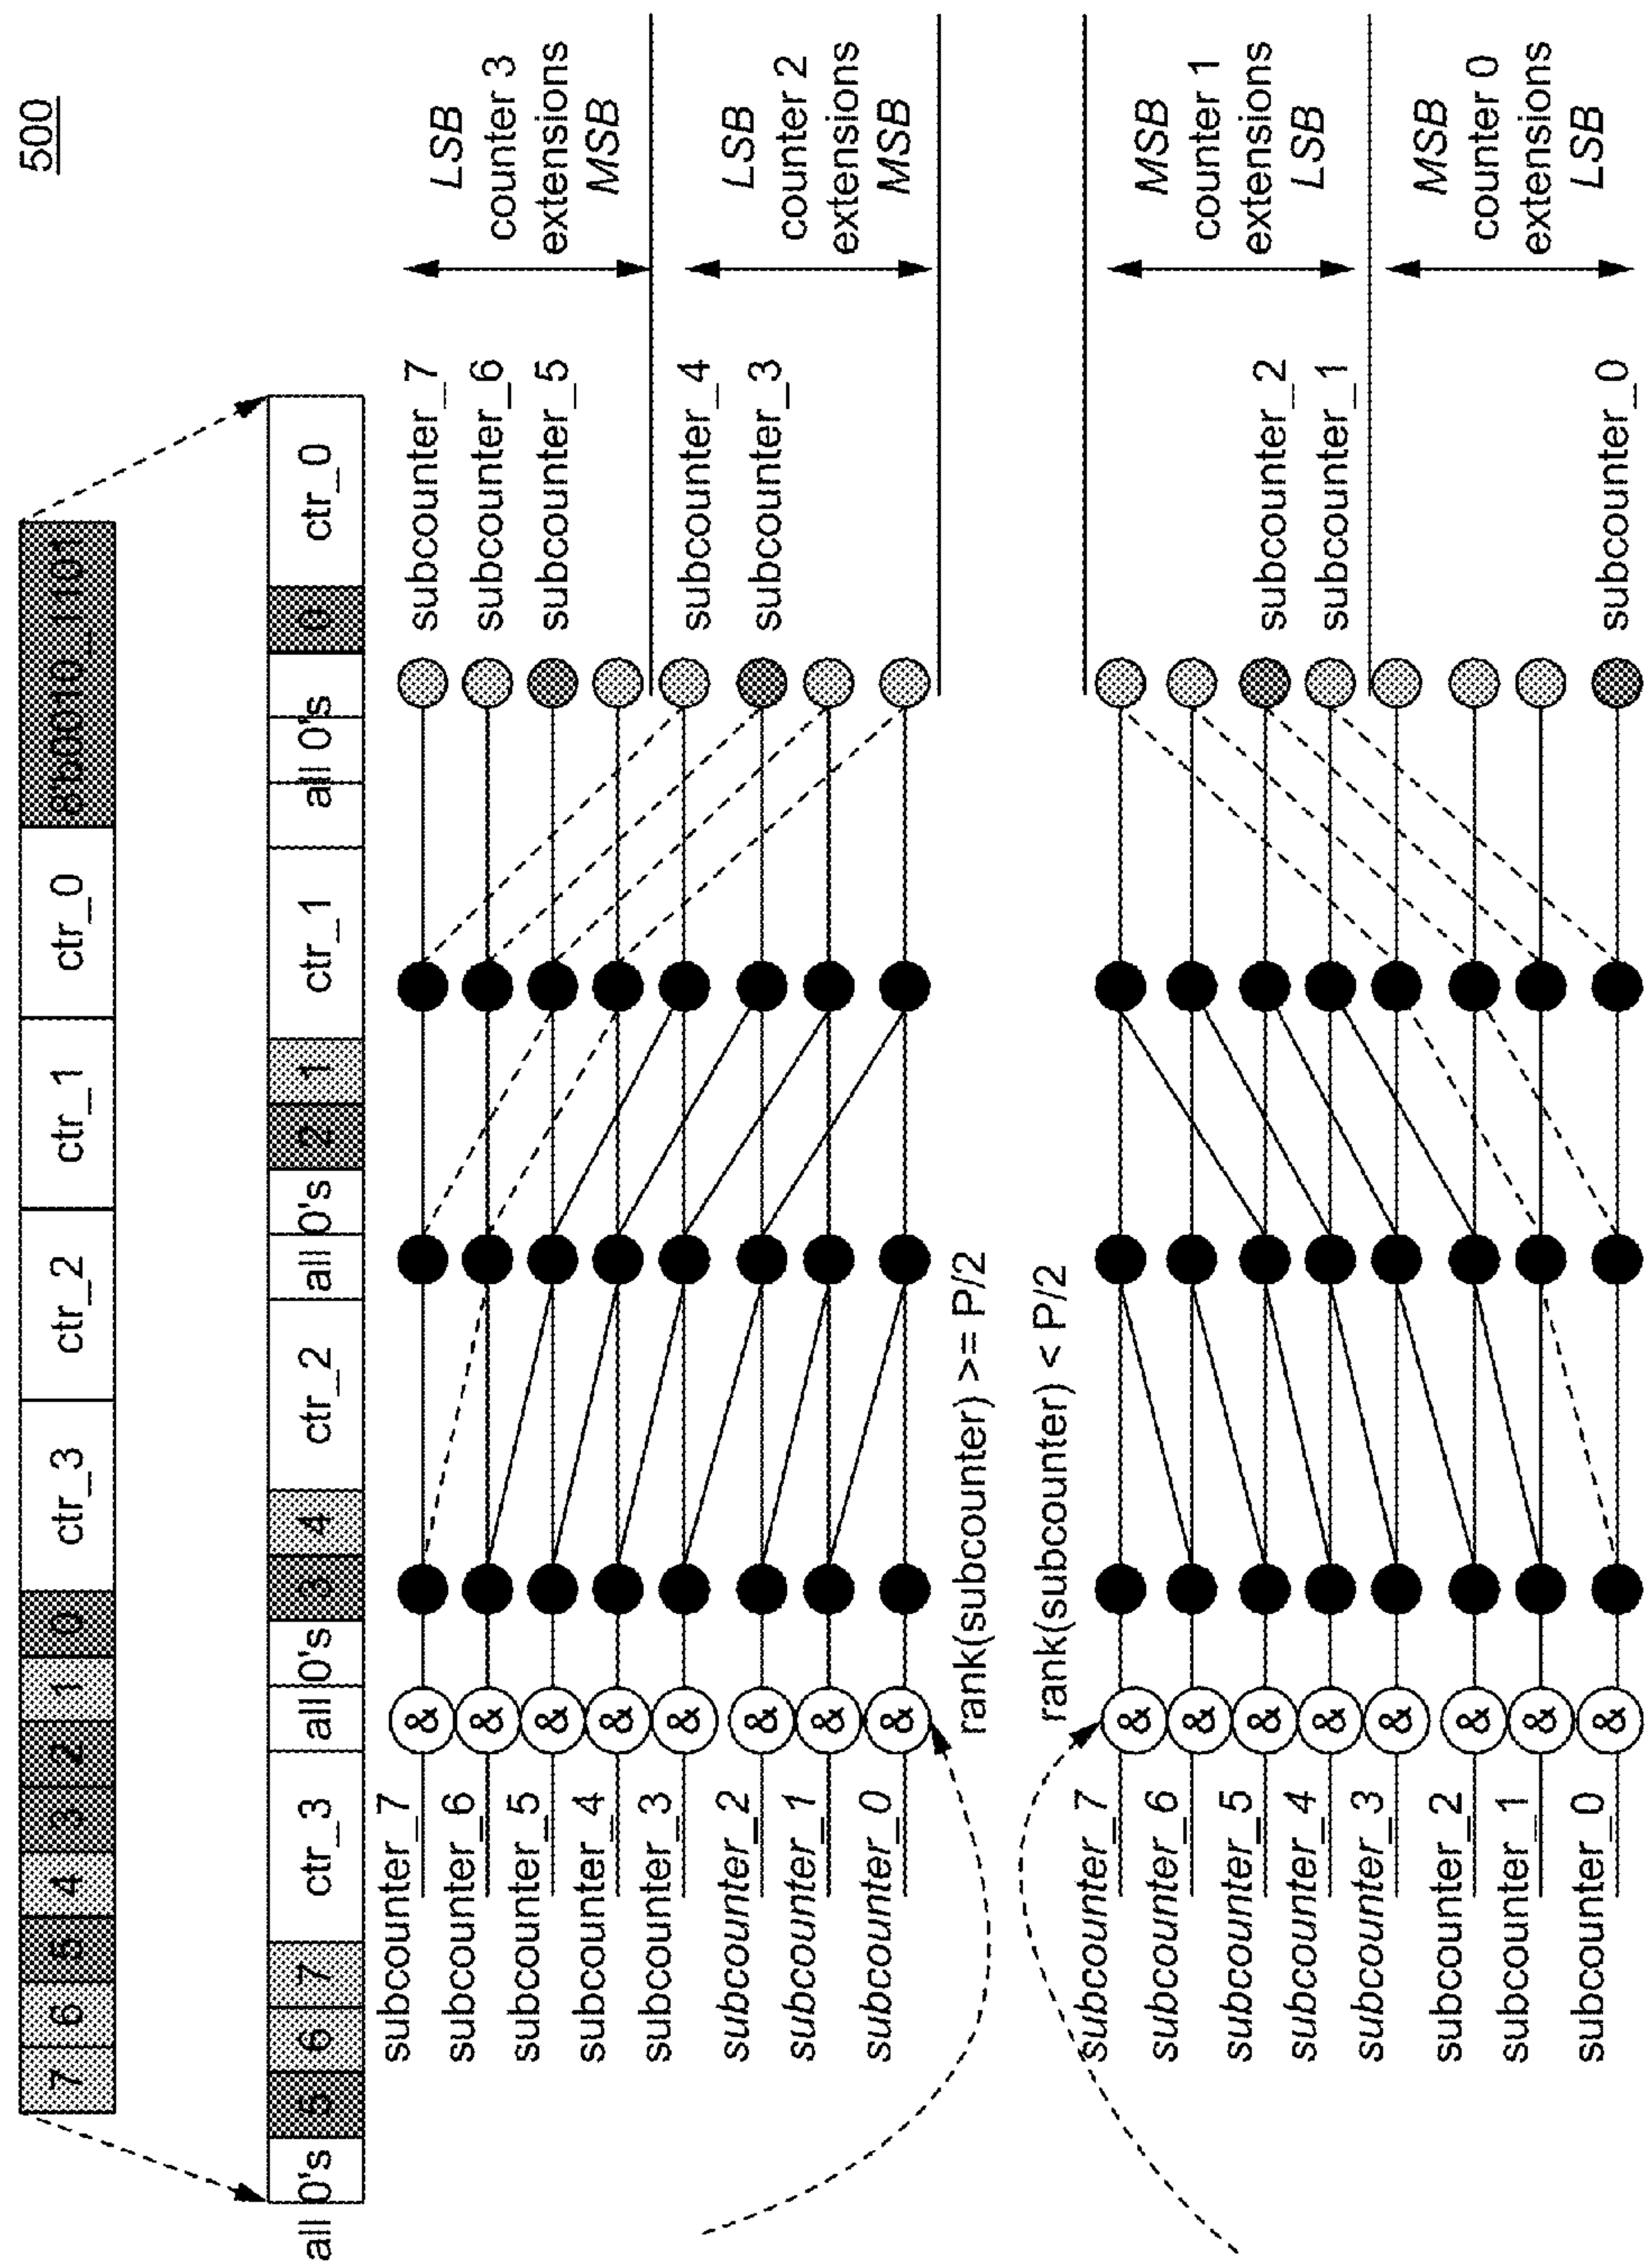 500
7 6 5 4 3 2 1 0 ctr_3 ctr_2 ctr_1 ctr_0 8'b0010_1101
all 0's 5 6 7 ctr_3 all 0's 3 4 ctr_2 all 0's 2 1 ctr_1 all 0's 0 ctr_0
subcounter_7 & subcounter_7
subcounter_6 & subcounter_6
subcounter_5 & subcounter_5
subcounter_4 &
LSB
counter 3
extensions
MSB
subcounter_3 & subcounter_4
subcounter_2 & subcounter_3
subcounter_1 &
subcounter_0 &
LSB
counter 2
extensions
MSB
rank(subcounter) >= P/2
rank(subcounter) < P/2
subcounter_7 &
subcounter_6 &
subcounter_5 & subcounter_2
subcounter_4 & subcounter_1
MSB
counter 1
extensions
LSB
subcounter_3 &
subcounter_2 &
subcounter_1 &
subcounter_0 & subcounter_0
MSB
counter 0
extensions
LSB